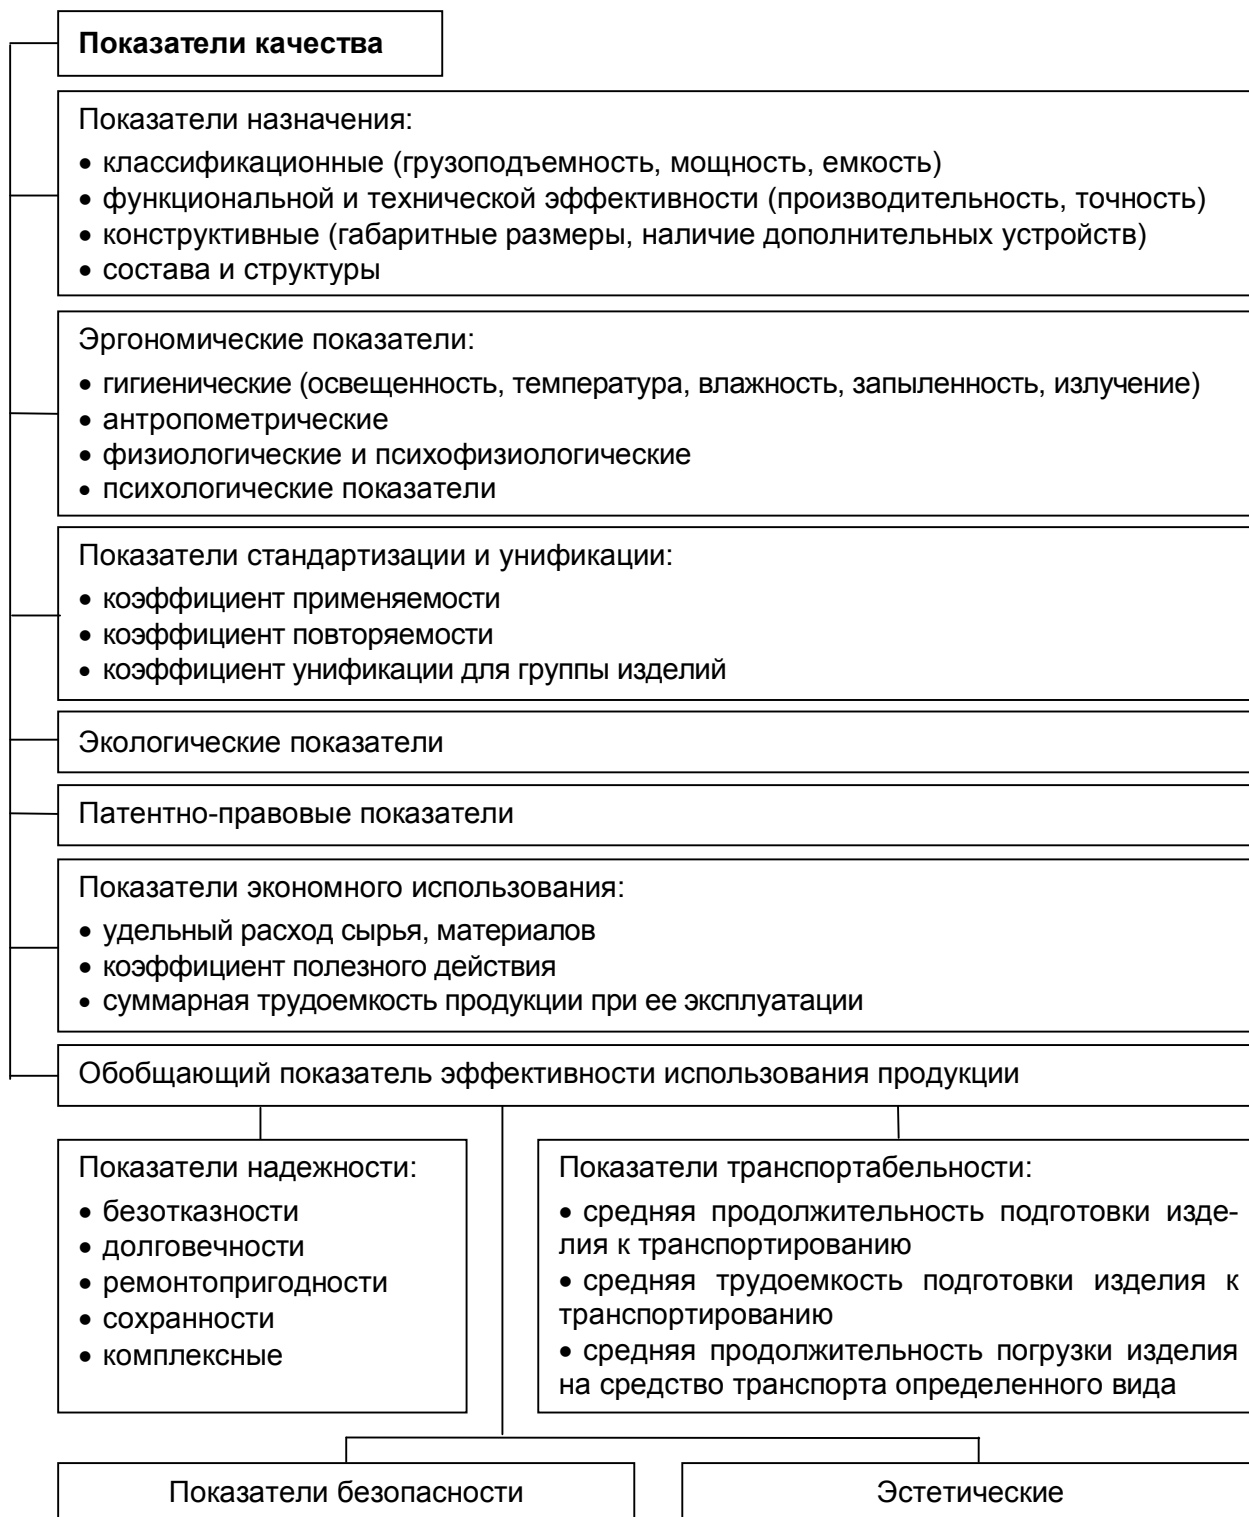 Показатели качества
Показатели назначения:
• классификационные (грузоподъемность, мощность, емкость)
• функциональной и технической эффективности (производительность, точность)
• конструктивные (габаритные размеры, наличие дополнительных устройств)
• состава и структуры
Эргономические показатели:
• гигиенические (освещенность, температура, влажность, запыленность, излучение)
• антропометрические
• физиологические и психофизиологические
• психологические показатели
Показатели стандартизации и унификации:
• коэффициент применяемости
• коэффициент повторяемости
• коэффициент унификации для группы изделий
Экологические показатели
Патентно-правовые показатели
Показатели экономного использования:
• удельный расход сырья, материалов
• коэффициент полезного действия
• суммарная трудоемкость продукции при ее эксплуатации
Обобщающий показатель эффективности использования продукции
Показатели надежности:
• безотказности
• долговечности
• ремонтопригодности
• сохранности
• комплексные
Показатели транспортабельности:
• средняя продолжительность подготовки изде-
лия к транспортированию
• средняя трудоемкость подготовки изделия к
транспортированию
• средняя продолжительность погрузки изделия
на средство транспорта определенного вида
Показатели безопасности
Эстетические